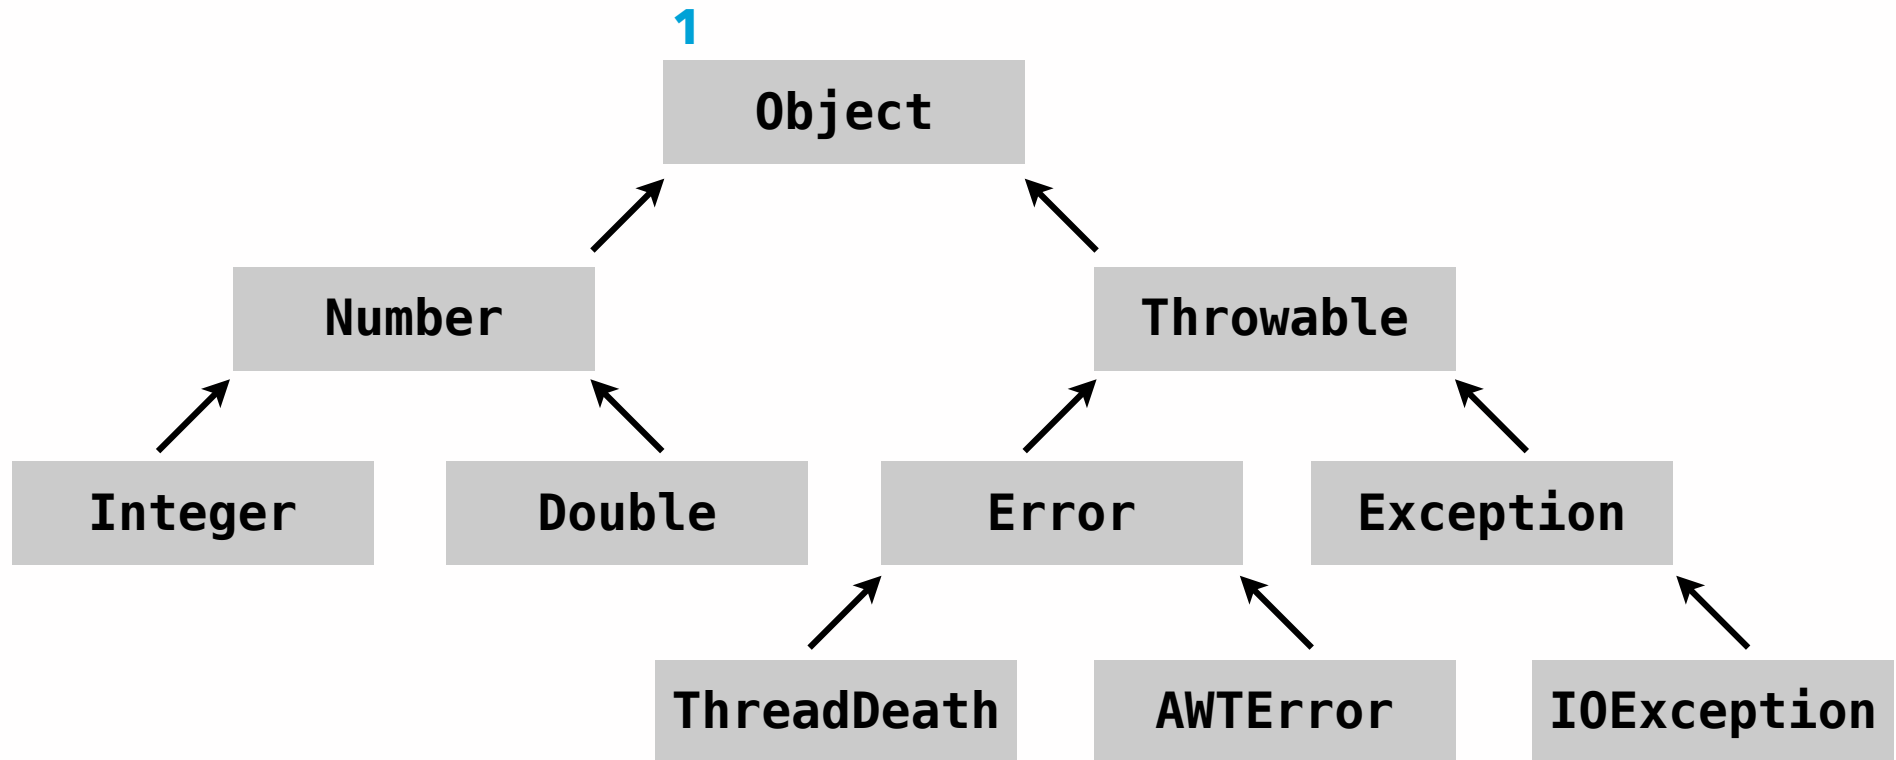 1
Object
Number
Throwable
Integer
Double
Error
Exception
ThreadDeath
AWTError
IOException